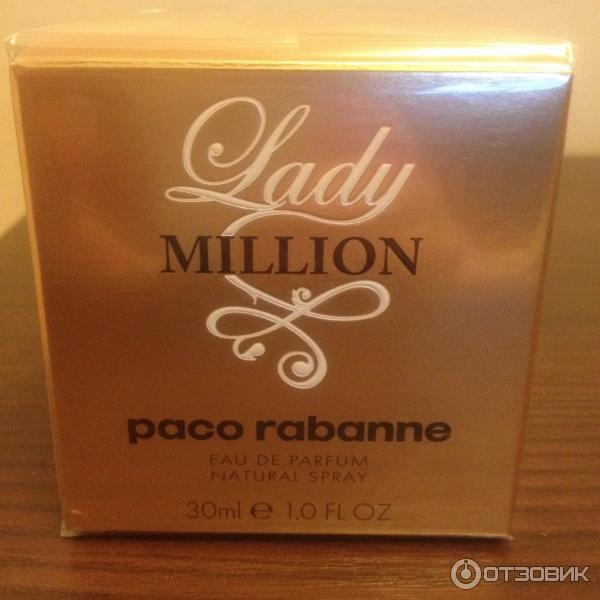 Lady
MILLION
paco rabanne
EAU DE PARFUM
NATURAL SPRAY
30ml e 1.0 FL OZ
ОТЗОВИК